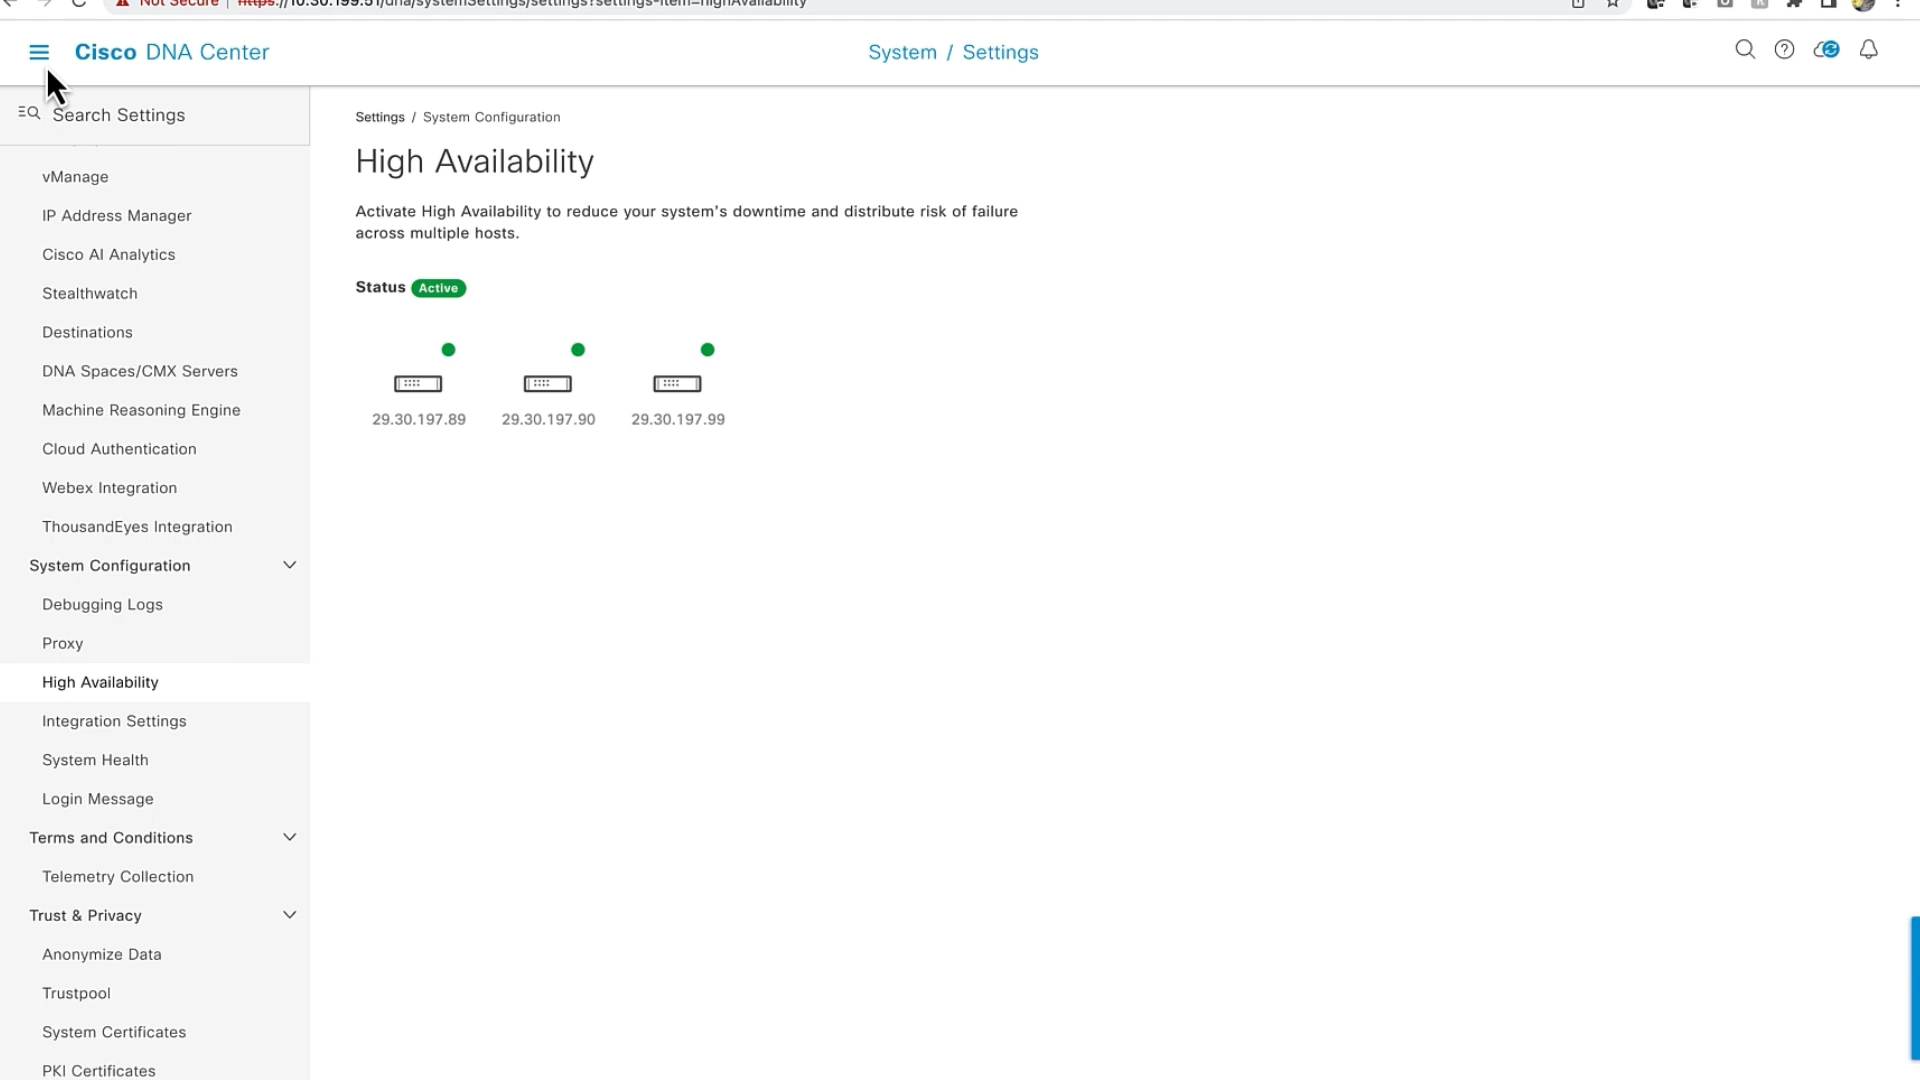 Not Secure
https://10.30.199.51/dna/systemSettings/settings?settings-item=highAvailability
Cisco DNA Center
System / Settings
Search Settings
vManage
IP Address Manager
Cisco AI Analytics
Stealthwatch
Destinations
DNA Spaces/CMX Servers
Machine Reasoning Engine
Cloud Authentication
Webex Integration
ThousandEyes Integration
System Configuration
Debugging Logs
Proxy
High Availability
Integration Settings
System Health
Login Message
Terms and Conditions
Telemetry Collection
Trust & Privacy
Anonymize Data
Trustpool
System Certificates
PKI Certificates
Settings / System Configuration
High Availability
Activate High Availability to reduce your system's downtime and distribute risk of failure
across multiple hosts.
Status Active
29.30.197.89 29.30.197.90 29.30.197.99